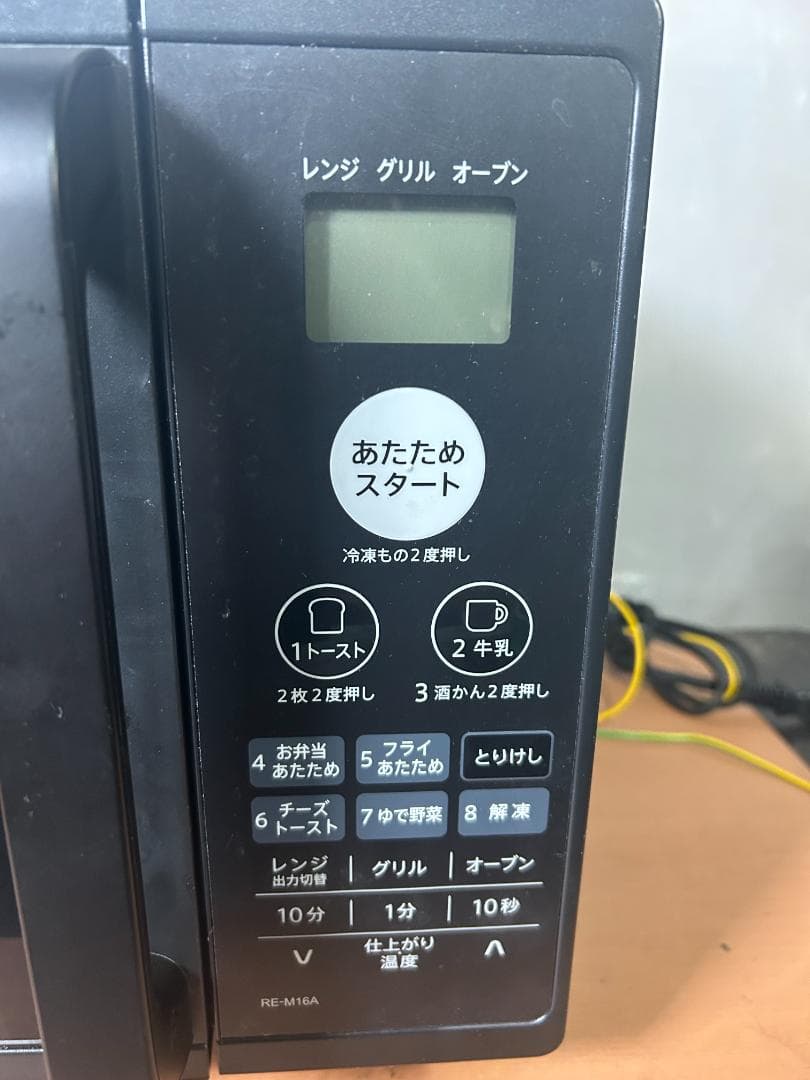 レンジ グリル オーブン
あたため
スタート
冷凍もの2度押し
1トースト
2 牛乳
2枚2度押し
3 酒かん2度押し
4 お弁当
あたため
5 フライ
あたため
とりけし
6 チーズ
トースト
7 ゆで野菜
8 解凍
レンジ
出力切替
グリル
オーブン
10分
1分
10秒
∨
仕上がり
温度
∧
RE-M16A